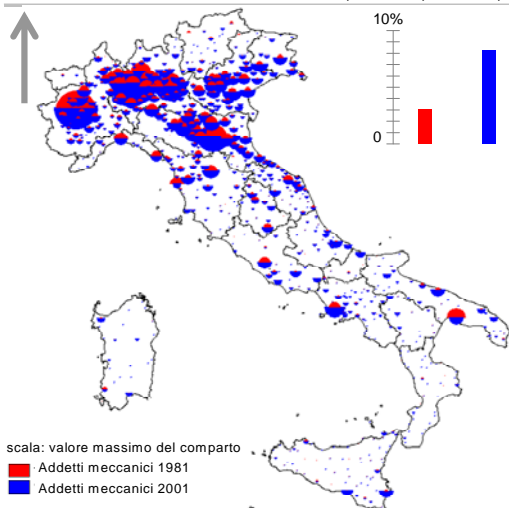 10%
0
scala: valore massimo del comparto
Addetti meccanici 1981
Addetti meccanici 2001